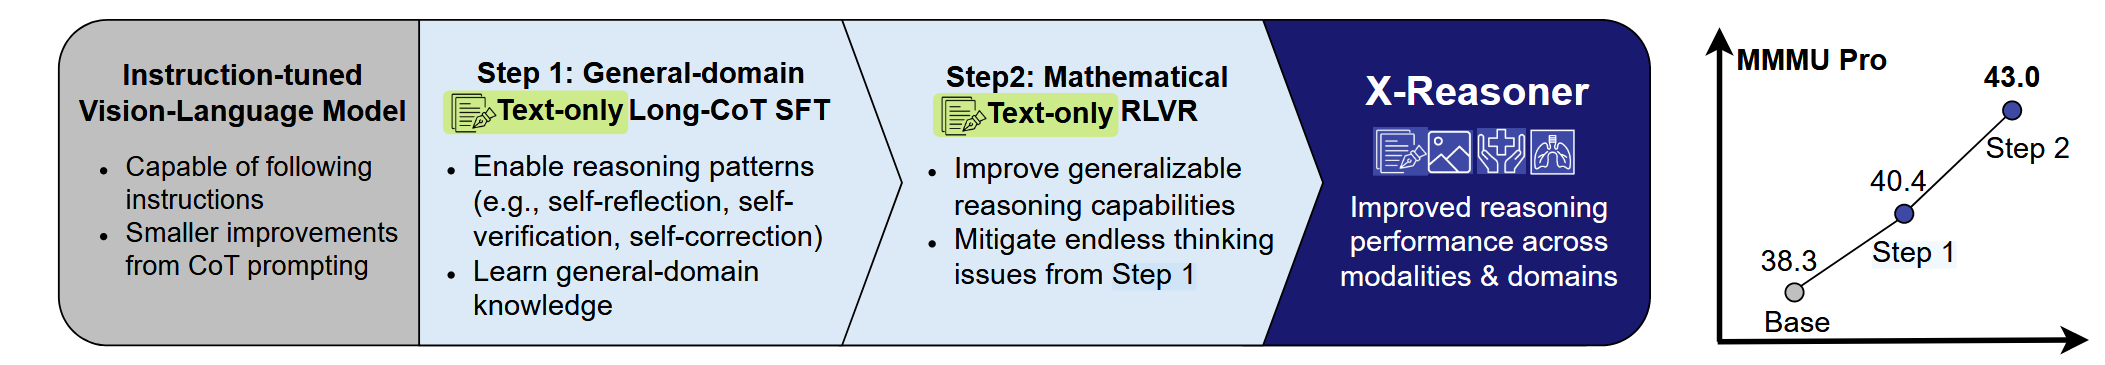 Instruction-tuned
Vision-Language Model
• Capable of following
instructions
• Smaller improvements
from CoT prompting
Step 1: General-domain
Text-only Long-CoT SFT
• Enable reasoning patterns
(e.g., self-reflection, self-
verification, self-correction)
• Learn general-domain
knowledge
Step2: Mathematical
Text-only RLVR
• Improve generalizable
reasoning capabilities
• Mitigate endless thinking
issues from Step 1
X-Reasoner
Improved reasoning
performance across
modalities & domains
MMMU Pro
43.0
Step 2
40.4
Step 1
38.3
Base